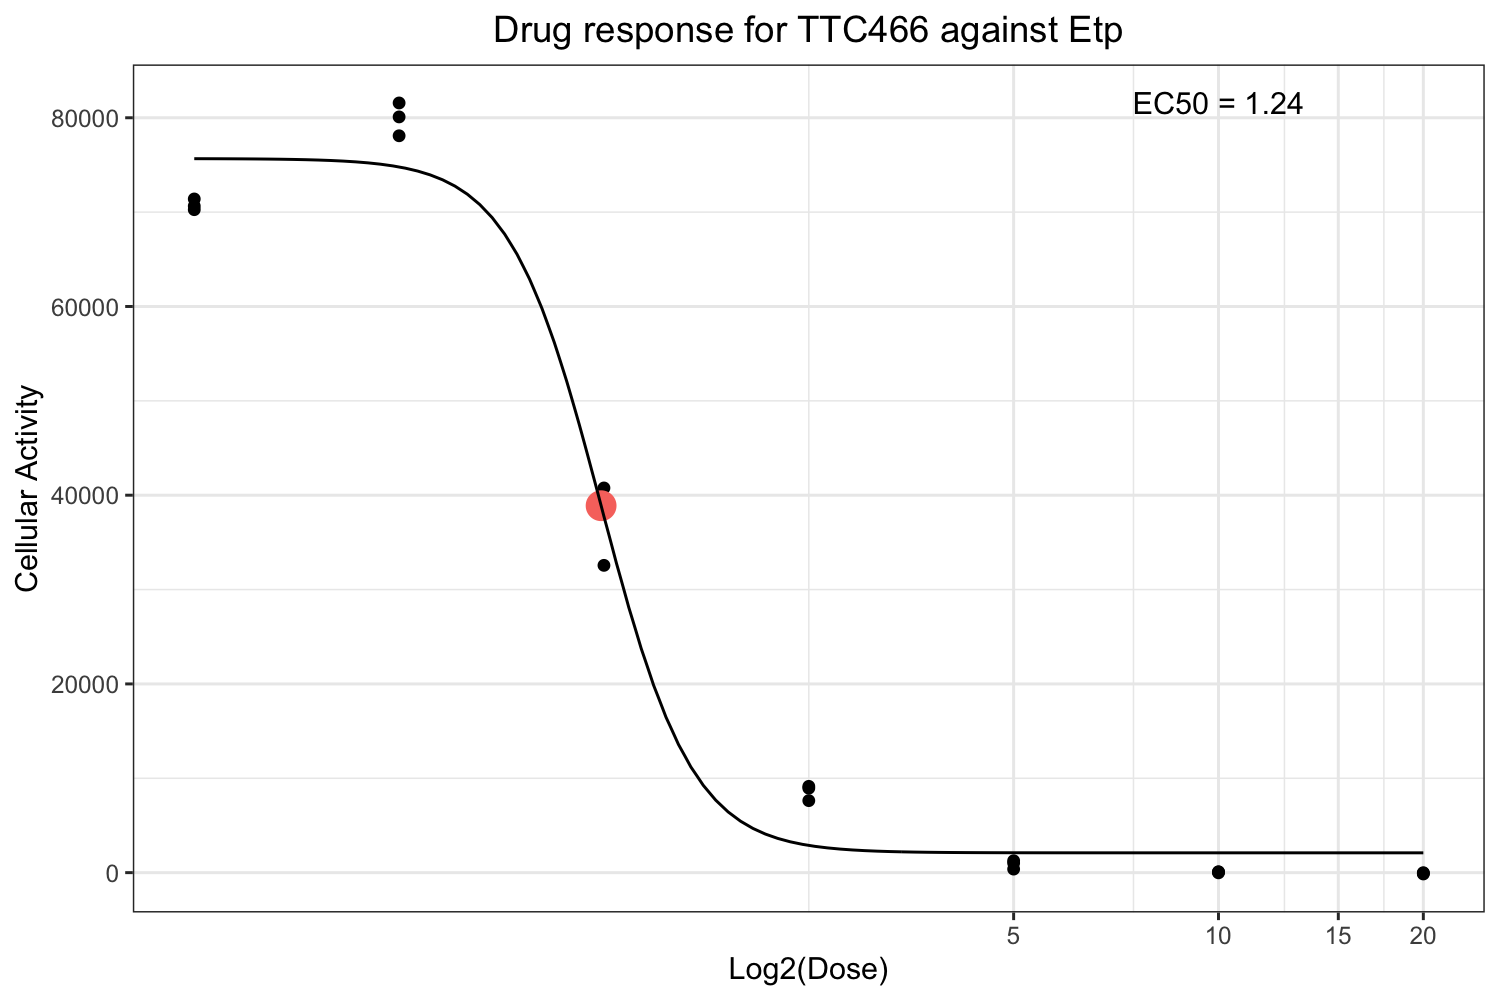 Drug response for TTC466 against Etp
EC50 = 1.24
80000
60000
40000
20000
0
Cellular Activity
5 10 15 20
Log2(Dose)